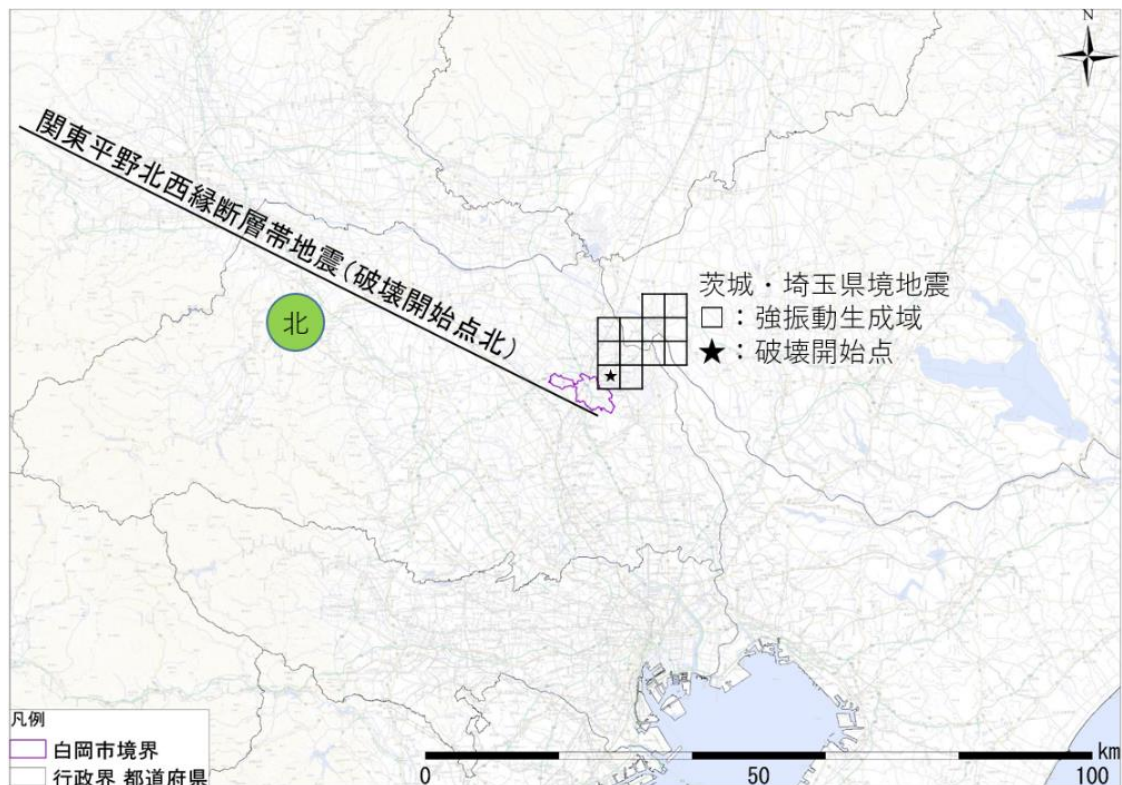 N
関東平野北西縁断層帯地震(破壊開始点北)
茨城・埼玉県境地震
□:強振動生成域
★:破壊開始点
北
★
凡例
白岡市境界
行政界 都道府県
km
0 50 100